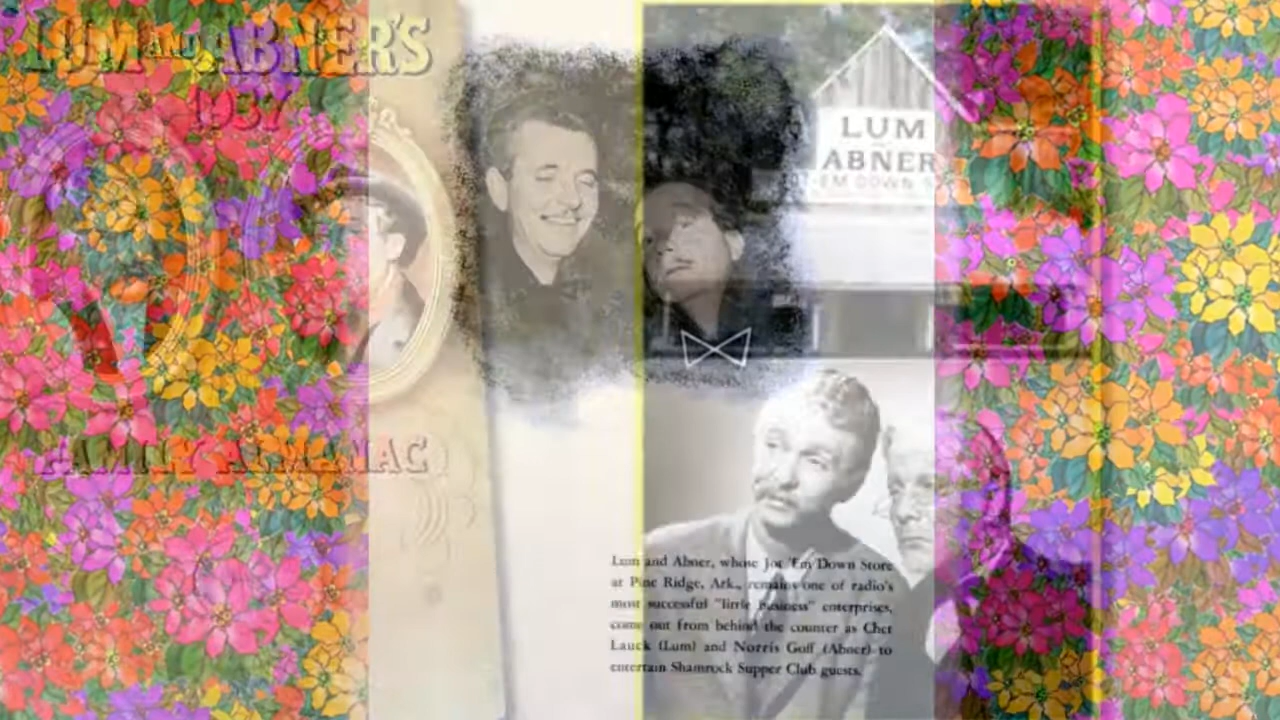 LUM AND ABNER'S
1937
FAMILY ALMANAC
LUM
ABNER
'EM DOWN S
Lum and Abner, whose Jot 'Em Down Store
at Pine Ridge, Ark., remains one of radio's
most successful "little business" enterprises,
come out from behind the counter as Chet
Lauck (Lum) and Norris Goff (Abner) to
entertain Shamrock Supper Club guests.